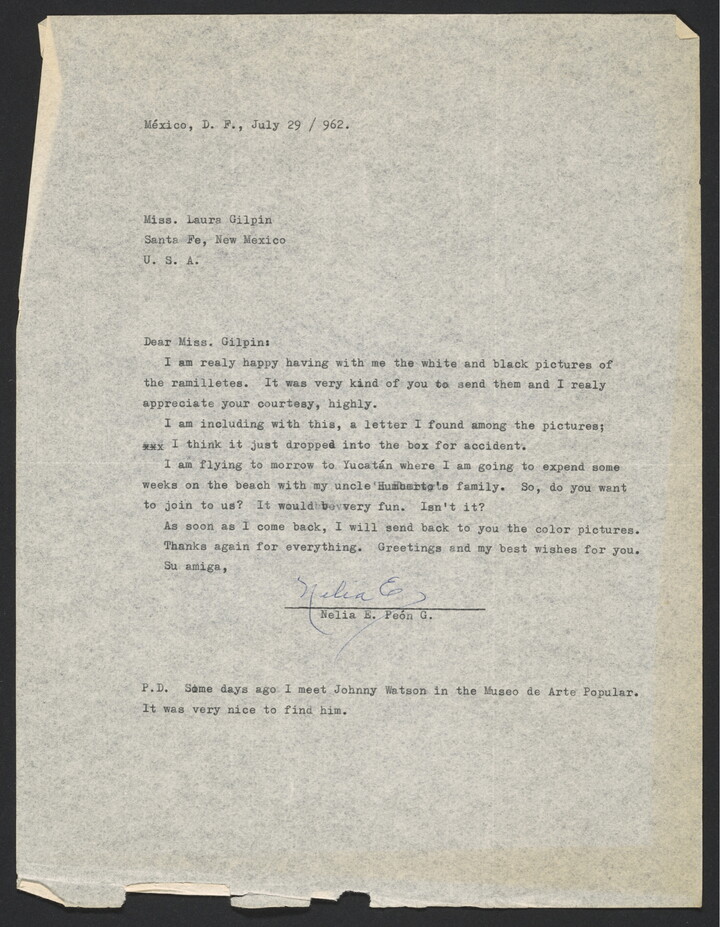 México, D. F., July 29 / 962.
Miss. Laura Gilpin
Santa Fe, New Mexico
U. S. A.
Dear Miss. Gilpin:
I am realy happy having with me the white and black pictures of
the ramilletes. It was very kind of you to send them and I realy
appreciate your courtesy, highly.
I am including with this, a letter I found among the pictures;
I think it just dropped into the box for accident.
I am flying to morrow to Yucatán where I am going to expend some
weeks on the beach with my uncle Humberto's family. So, do you want
to join to us? It would be very fun. Isn't it?
As soon as I come back, I will send back to you the color pictures.
Thanks again for everything. Greetings and my best wishes for you.
Su amiga,
Nelia E
Nelia E. Peón G.
P.D. Some days ago I meet Johnny Watson in the Museo de Arte Popular.
It was very nice to find him.